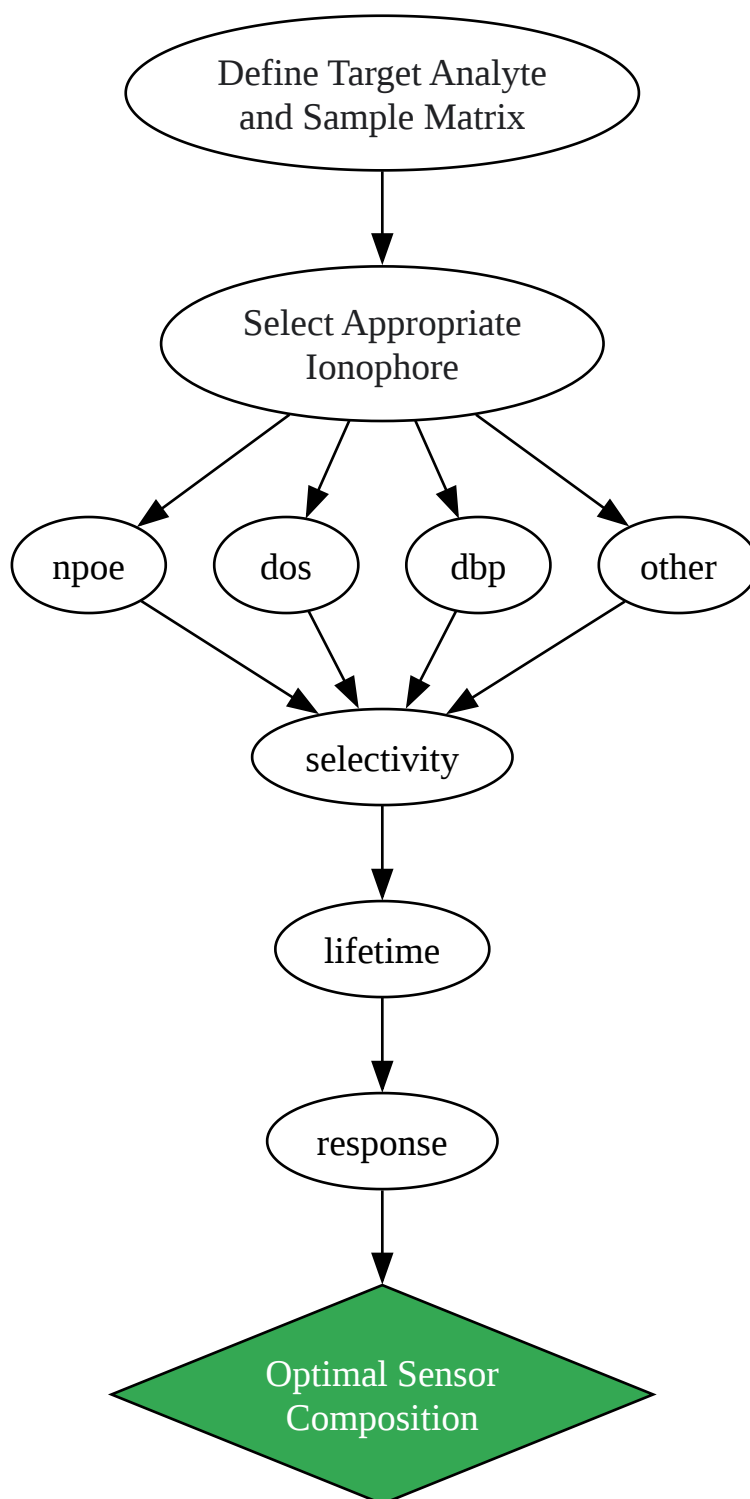 Define Target Analyte
and Sample Matrix
Select Appropriate
Ionophore
npoe
dos
dbp
other
selectivity
lifetime
response
Optimal Sensor
Composition